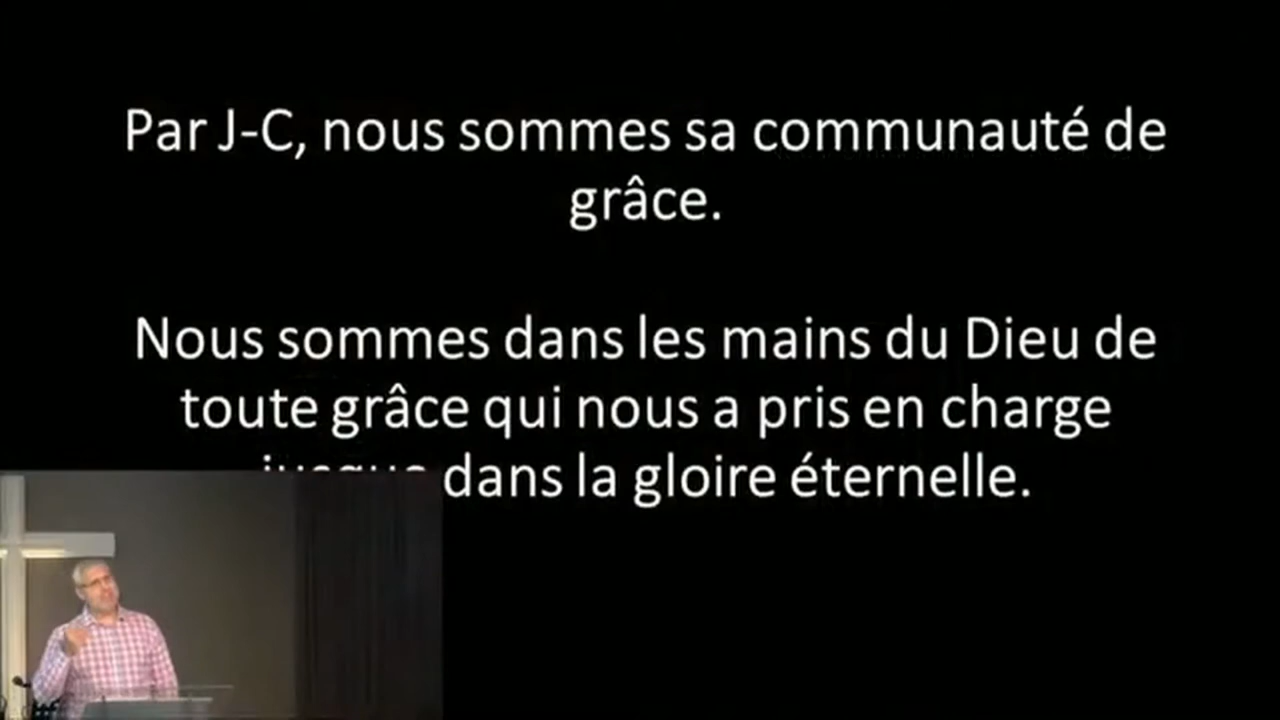 Par J-C, nous sommes sa communauté de
grâce.
Nous sommes dans les mains du Dieu de
toute grâce qui nous a pris en charge
jusque dans la gloire éternelle.